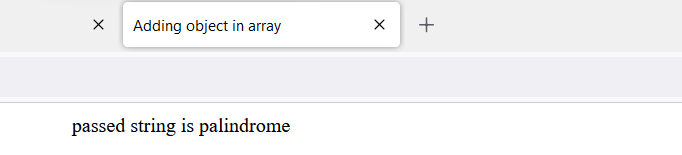 Adding object in array
passed string is palindrome